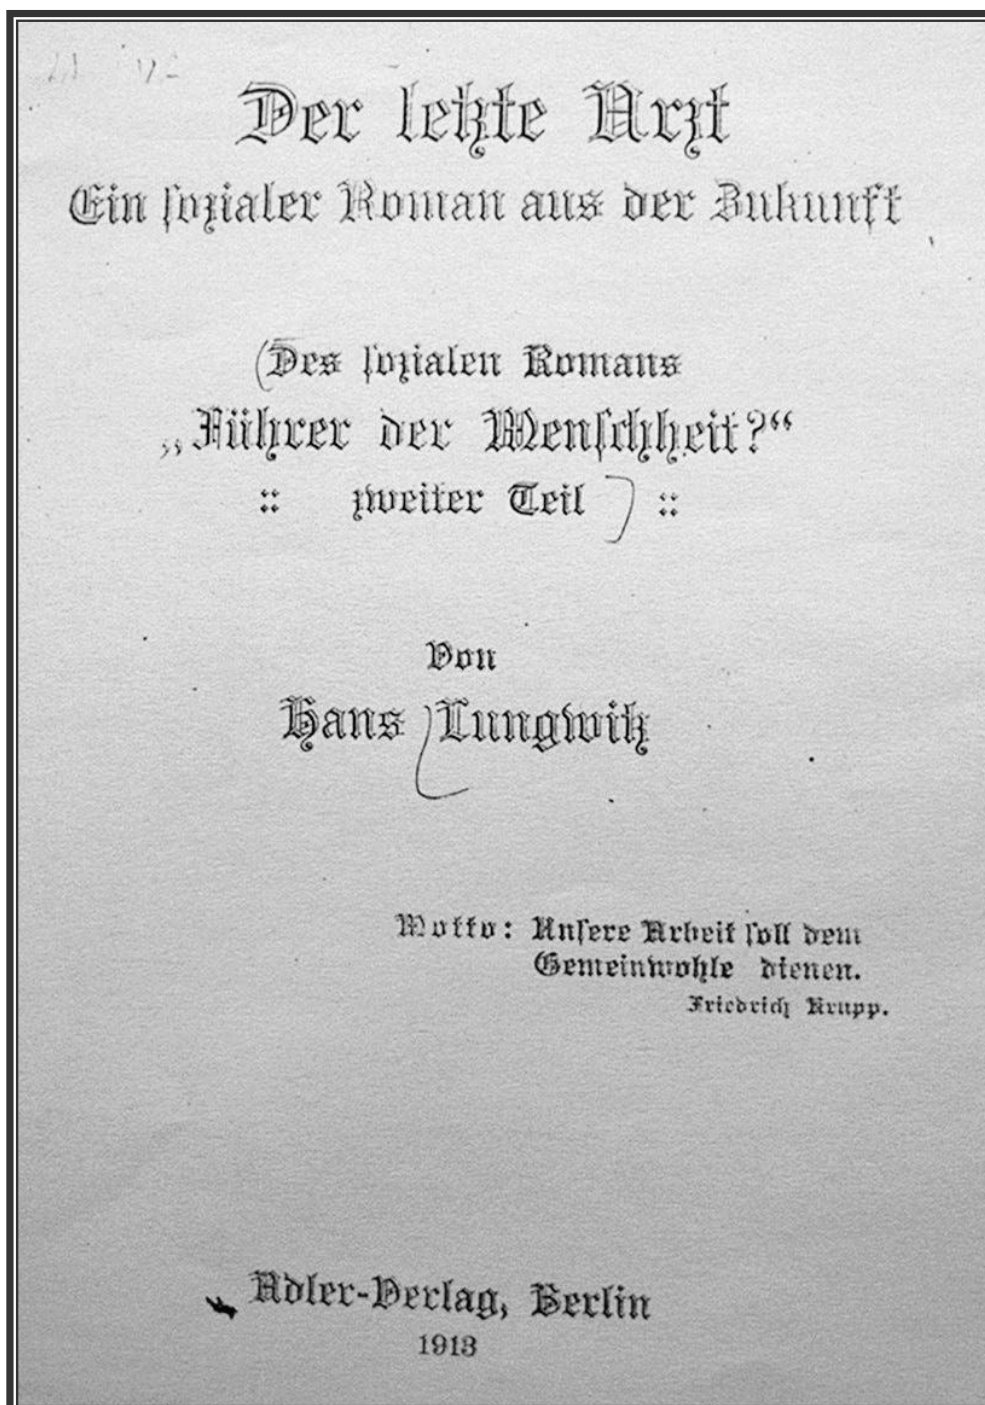 Der letzte Arzt
Ein sozialer Roman aus der Zukunft
(Des sozialen Romans
„Führer der Menschheit?“
:: zweiter Teil) ::
Von
Hans Lungwitz
Motto: Unsere Arbeit soll dem
Gemeinwohle dienen.
Friedrich Krupp.
Adler-Verlag, Berlin
1913